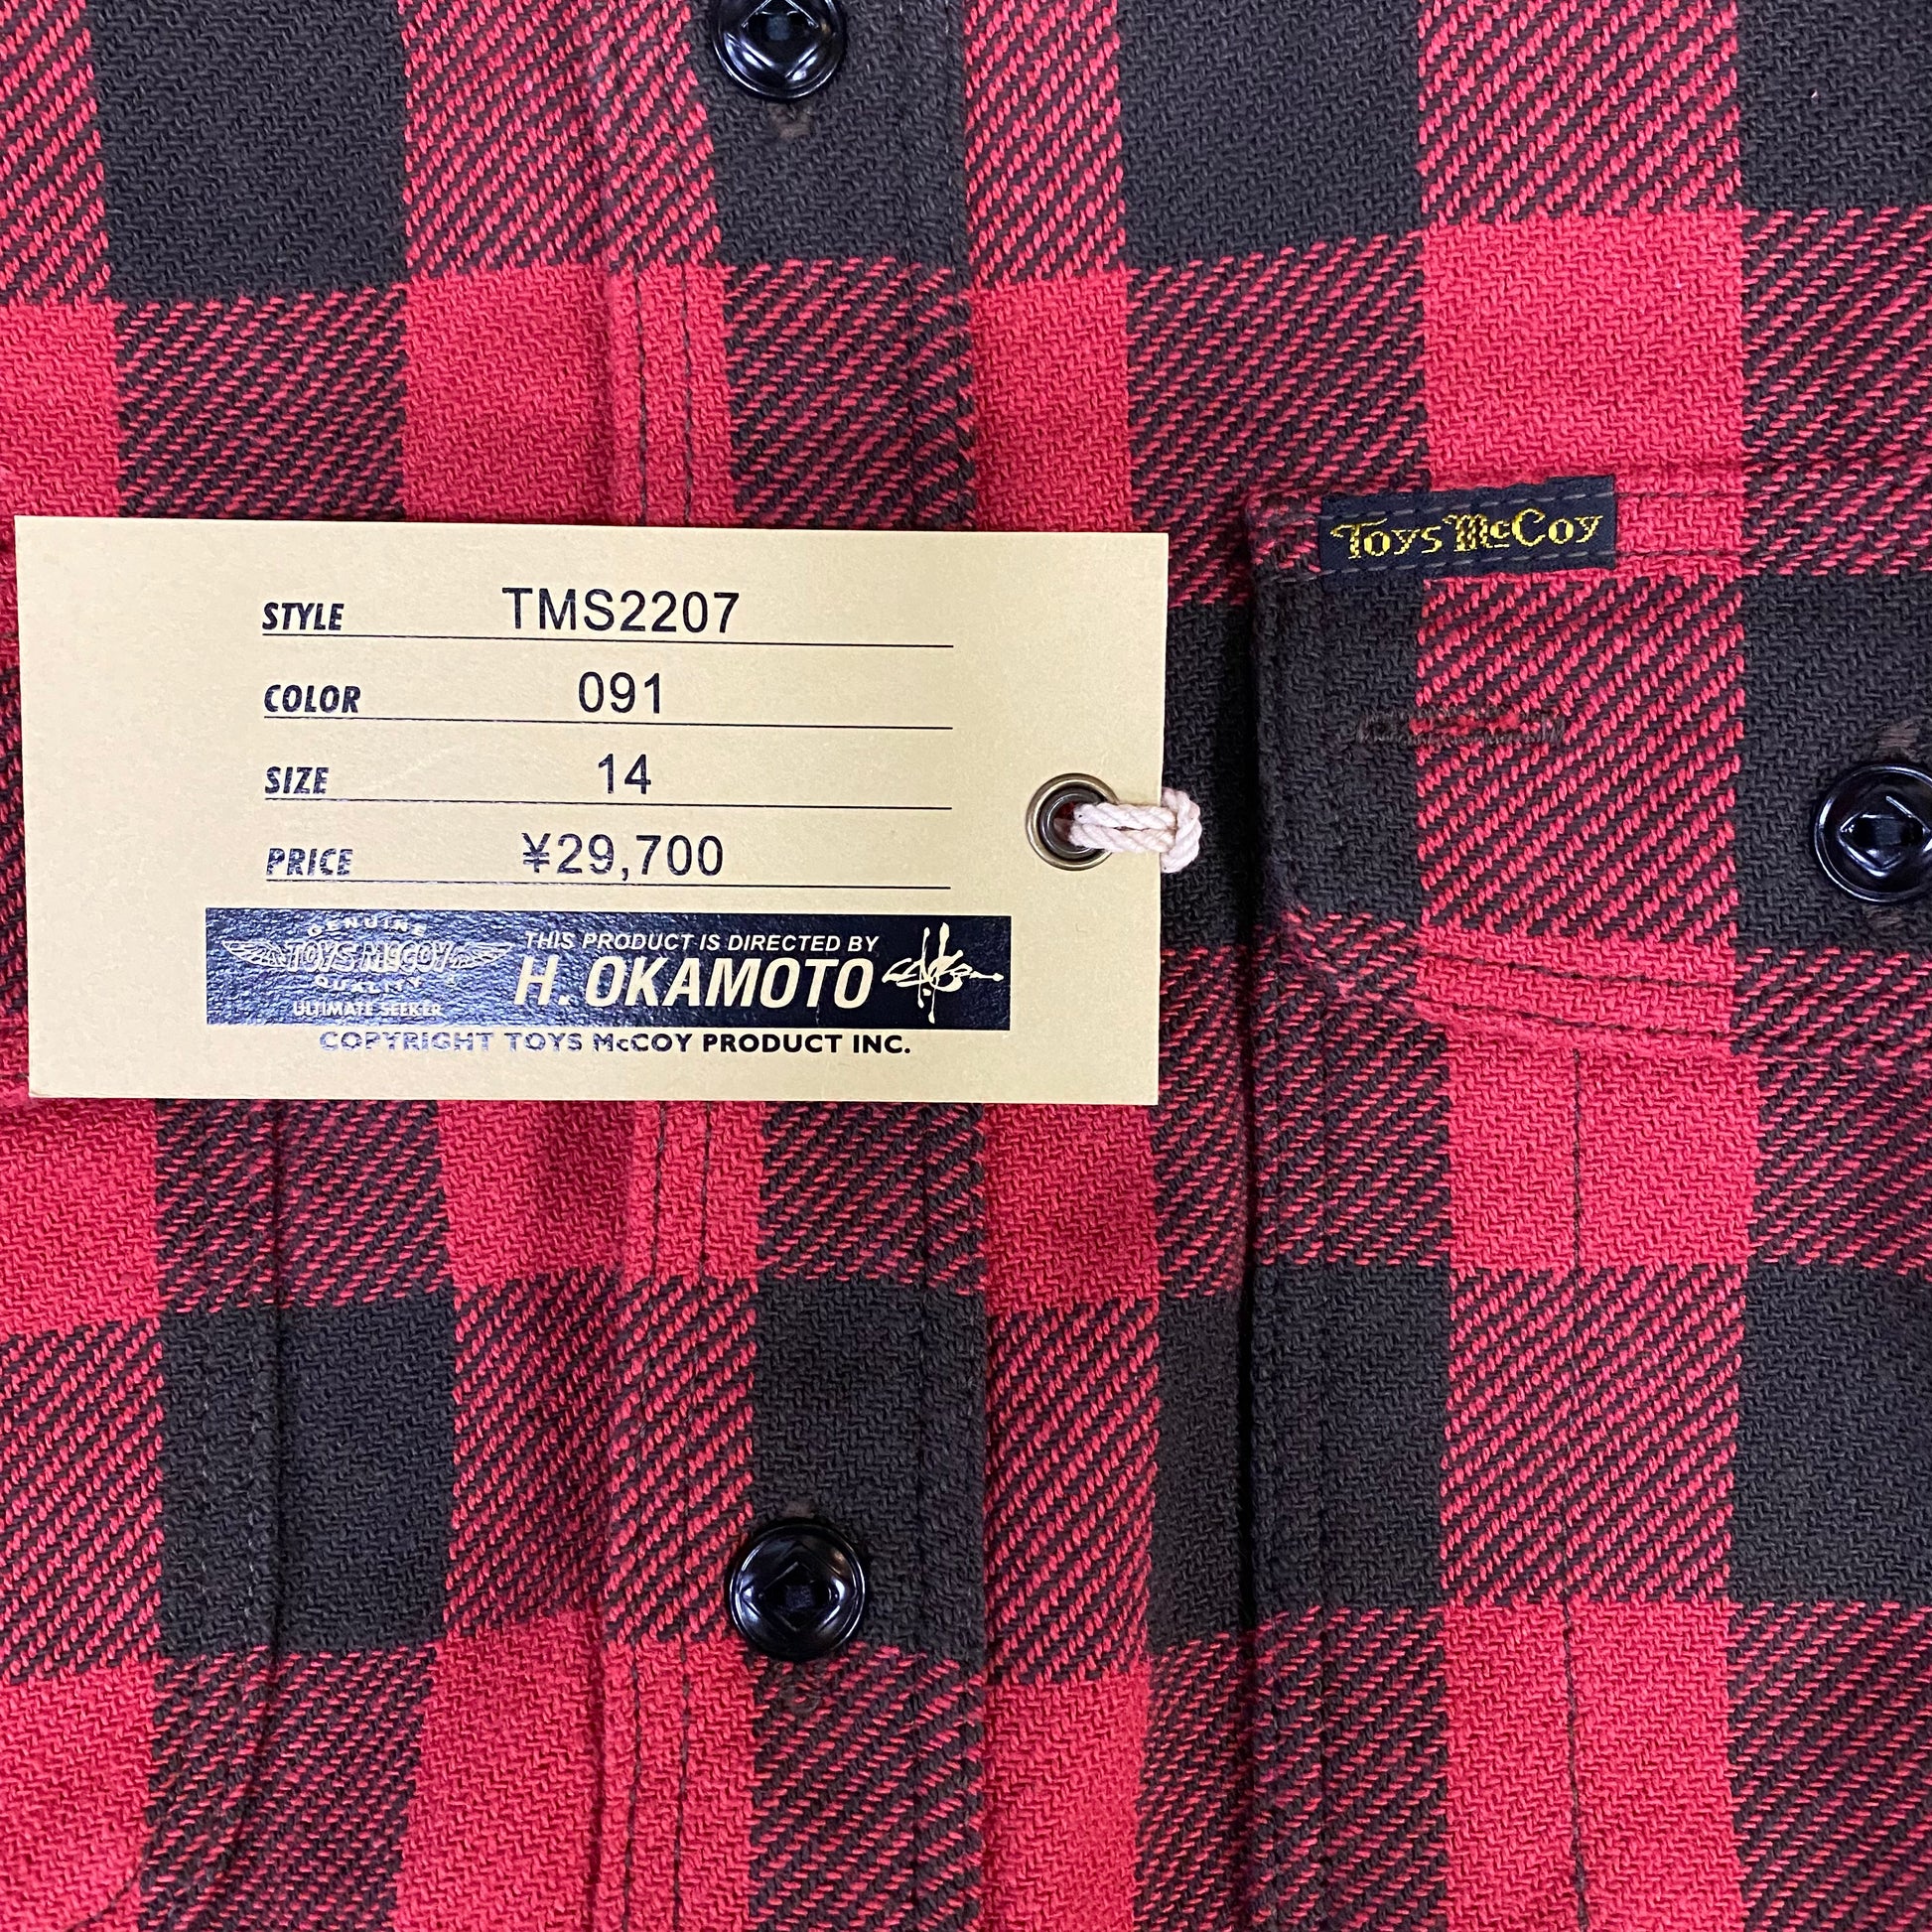 Toys McCoy
STYLE TMS2207
COLOR 091
SIZE 14
PRICE ¥29,700
GENUINE
TOYS McCOY
QUALITY
ULTIMATE SEEKER
THIS PRODUCT IS DIRECTED BY
H. OKAMOTO
COPYRIGHT TOYS McCOY PRODUCT INC.